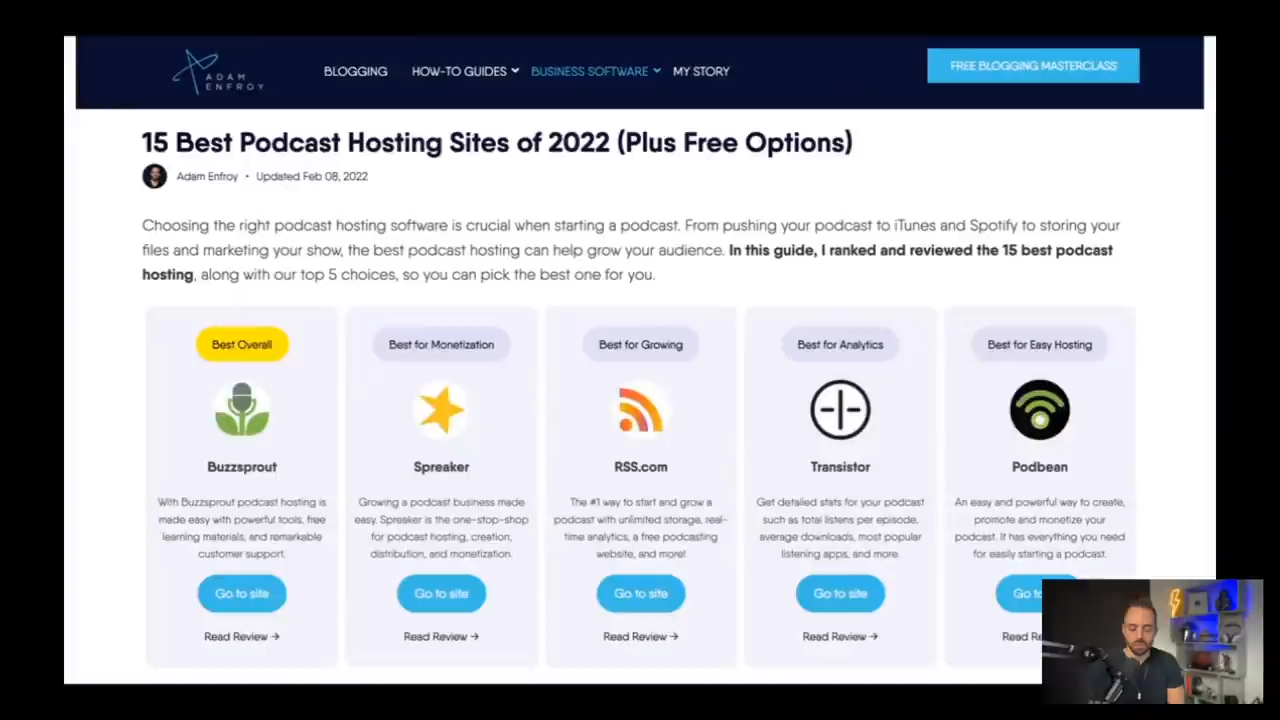 ADAM
ENFROY
BLOGGING
HOW-TO GUIDES
BUSINESS SOFTWARE
MY STORY
FREE BLOGGING MASTERCLASS
15 Best Podcast Hosting Sites of 2022 (Plus Free Options)
Adam Enfroy • Updated Feb 08, 2022
Choosing the right podcast hosting software is crucial when starting a podcast. From pushing your podcast to iTunes and Spotify to storing your
files and marketing your show, the best podcast hosting can help grow your audience. In this guide, I ranked and reviewed the 15 best podcast
hosting, along with our top 5 choices, so you can pick the best one for you.
Best Overall
Buzzsprout
With Buzzsprout podcast hosting is
made easy with powerful tools, free
learning materials, and remarkable
customer support.
Go to site
Read Review →
Best for Monetization
Spreaker
Growing a podcast business made
easy. Spreaker is the one-stop-shop
for podcast hosting, creation,
distribution, and monetization.
Go to site
Read Review →
Best for Growing
RSS.com
The #1 way to start and grow a
podcast with unlimited storage, real-
time analytics, a free podcasting
website, and more!
Go to site
Read Review →
Best for Analytics
Transistor
Get detailed stats for your podcast
such as total listens per episode,
average downloads, most popular
listening apps, and more.
Go to site
Read Review →
Best for Easy Hosting
Podbean
An easy and powerful way to create,
promote and monetize your
podcast. It has everything you need
for easily starting a podcast.
Go to
Read Re